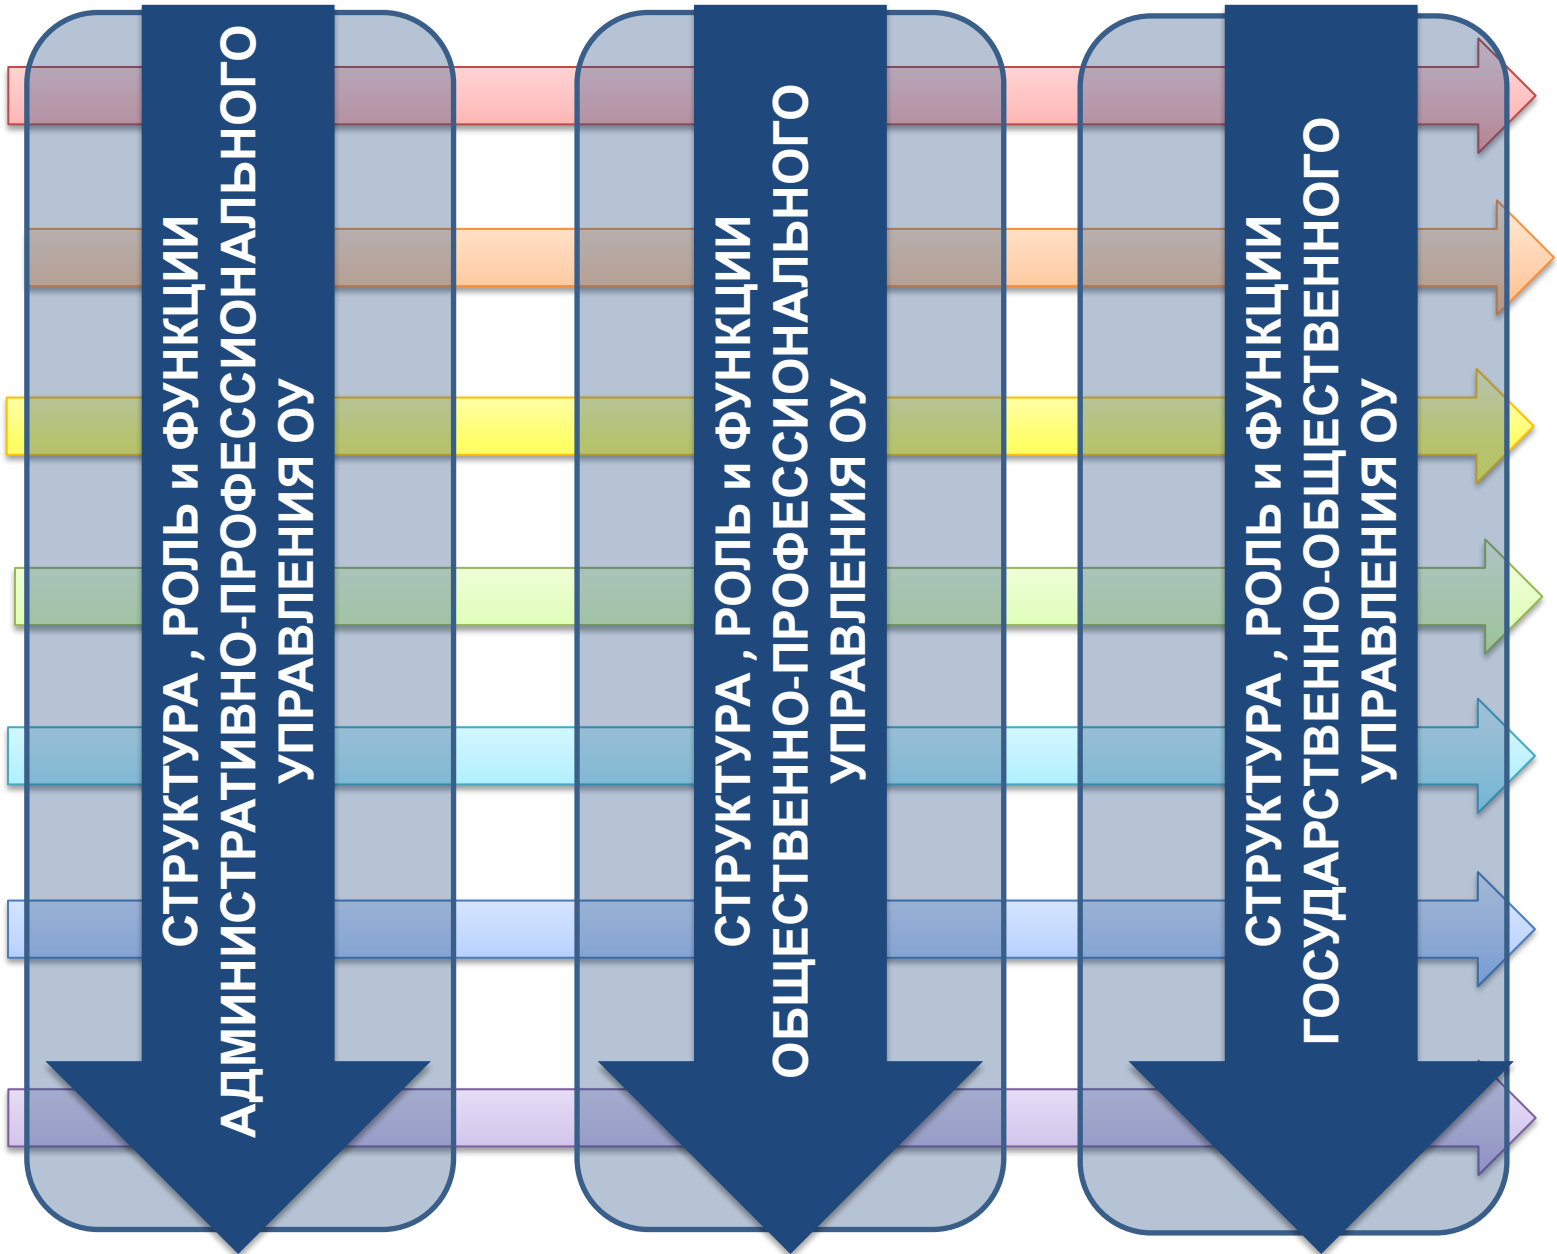 СТРУКТУРА , РОЛЬ и ФУНКЦИИ
АДМИНИСТРАТИВНО-ПРОФЕССИОНАЛЬНОГО
УПРАВЛЕНИЯ ОУ
СТРУКТУРА , РОЛЬ и ФУНКЦИИ
ОБЩЕСТВЕННО-ПРОФЕССИОНАЛЬНОГО
УПРАВЛЕНИЯ ОУ
СТРУКТУРА , РОЛЬ и ФУНКЦИИ
ГОСУДАРСТВЕННО-ОБЩЕСТВЕННОГО
УПРАВЛЕНИЯ ОУ